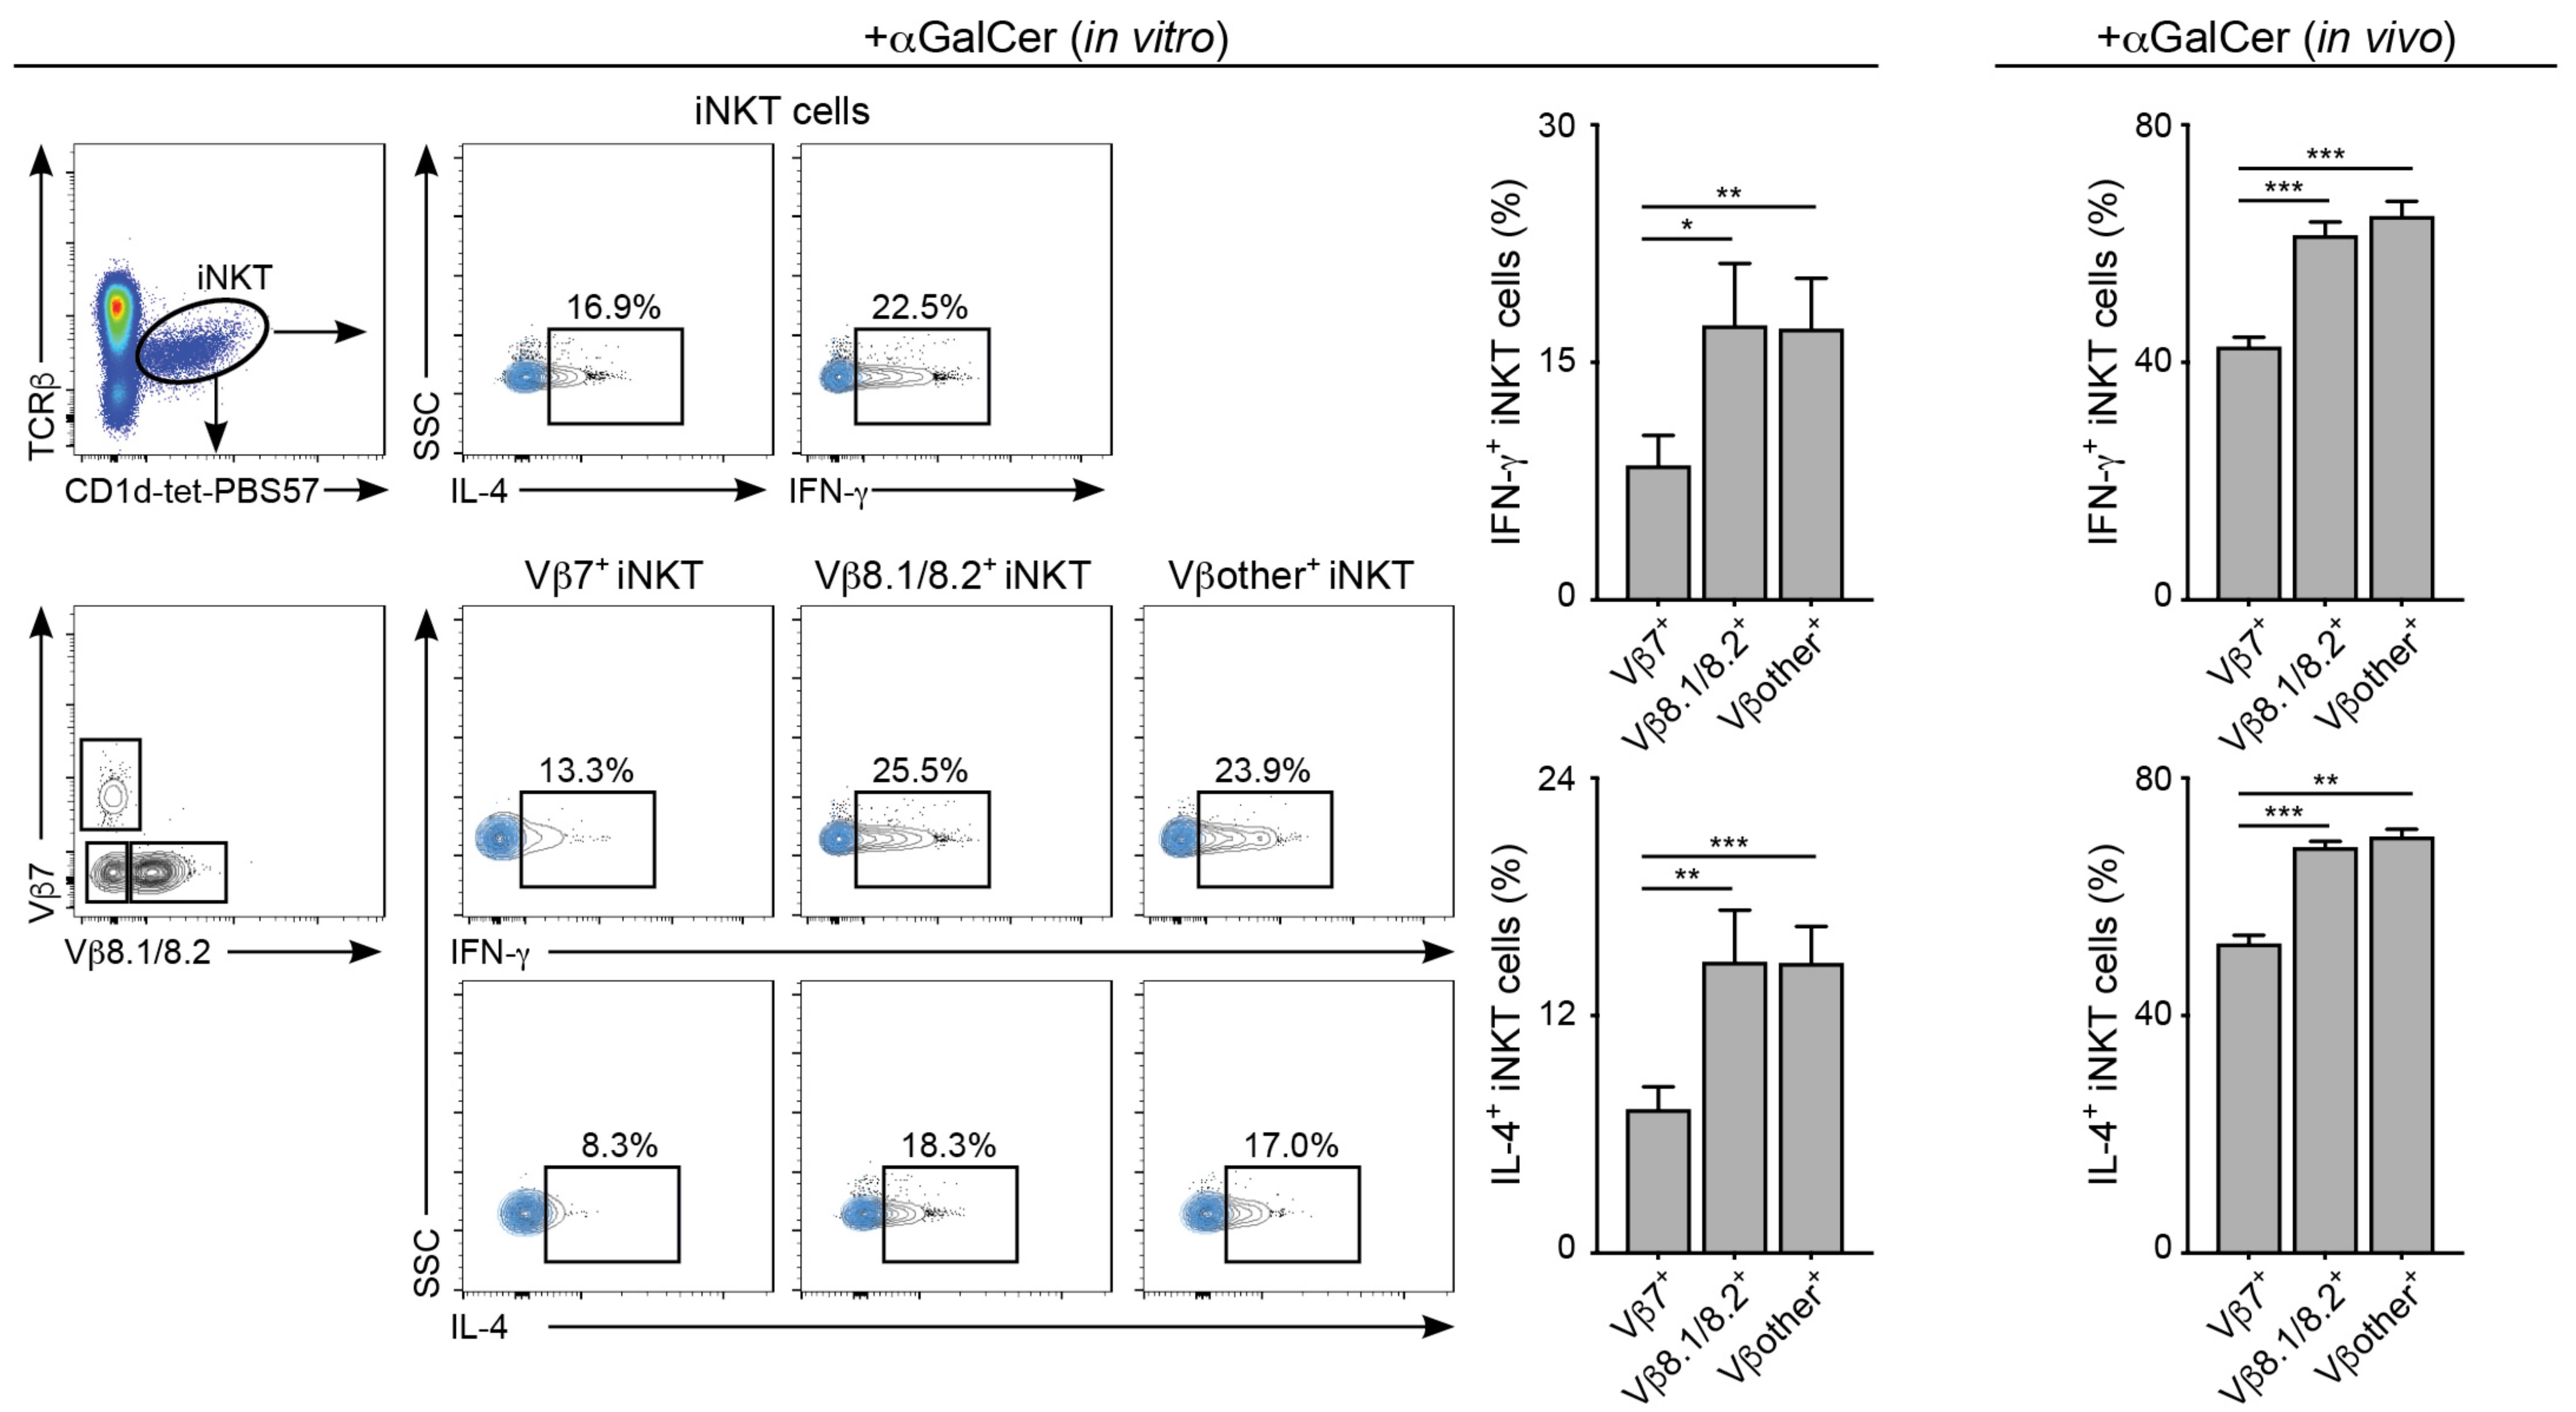 +αGalCer (in vitro)
+αGalCer (in vivo)
iNKT cells
TCRβ
iNKT
CD1d-tet-PBS57
SSC
16.9%
22.5%
IL-4
IFN-γ
Vβ7
Vβ8.1/8.2
Vβ7+ iNKT
Vβ8.1/8.2+ iNKT
Vβother+ iNKT
13.3%
25.5%
23.9%
IFN-γ
8.3%
18.3%
17.0%
SSC
IL-4
IFN-γ+ iNKT cells (%)
30
15
0
**
*
Vβ7+
Vβ8.1/8.2+
Vβother+
IL-4+ iNKT cells (%)
24
12
0
***
**
Vβ7+
Vβ8.1/8.2+
Vβother+
IFN-γ+ iNKT cells (%)
80
40
0
***
***
Vβ7+
Vβ8.1/8.2+
Vβother+
IL-4+ iNKT cells (%)
80
40
0
**
***
Vβ7+
Vβ8.1/8.2+
Vβother+